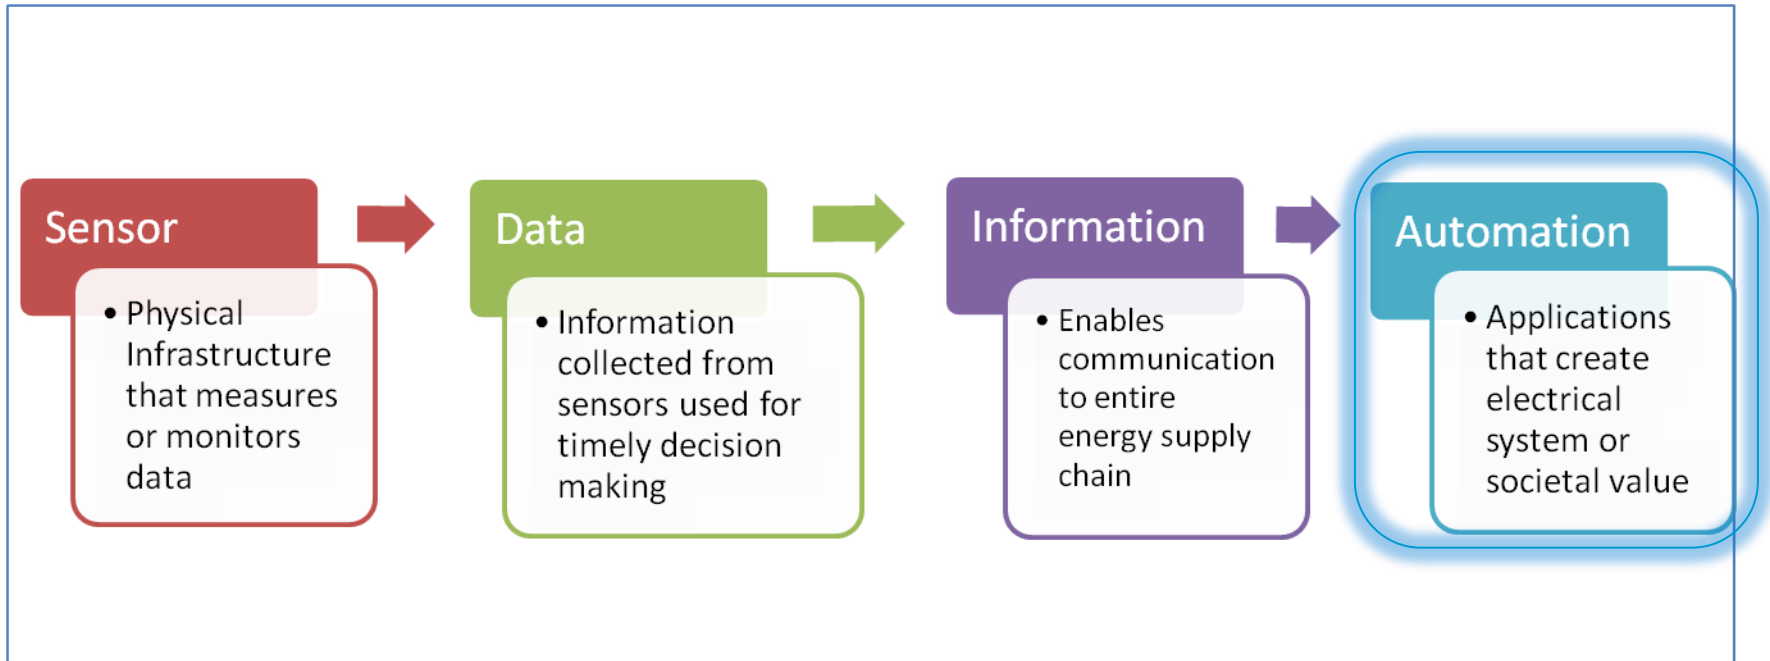 Sensor
• Physical
Infrastructure
that measures
or monitors
data
Data
• Information
collected from
sensors used for
timely decision
making
Information
• Enables
communication
to entire
energy supply
chain
Automation
• Applications
that create
electrical
system or
societal value